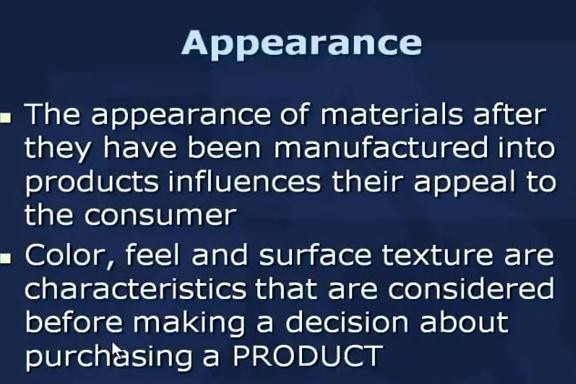 Appearance
The appearance of materials after
they have been manufactured into
products influences their appeal to
the consumer
Color, feel and surface texture are
characteristics that are considered
before making a decision about
purchasing a PRODUCT